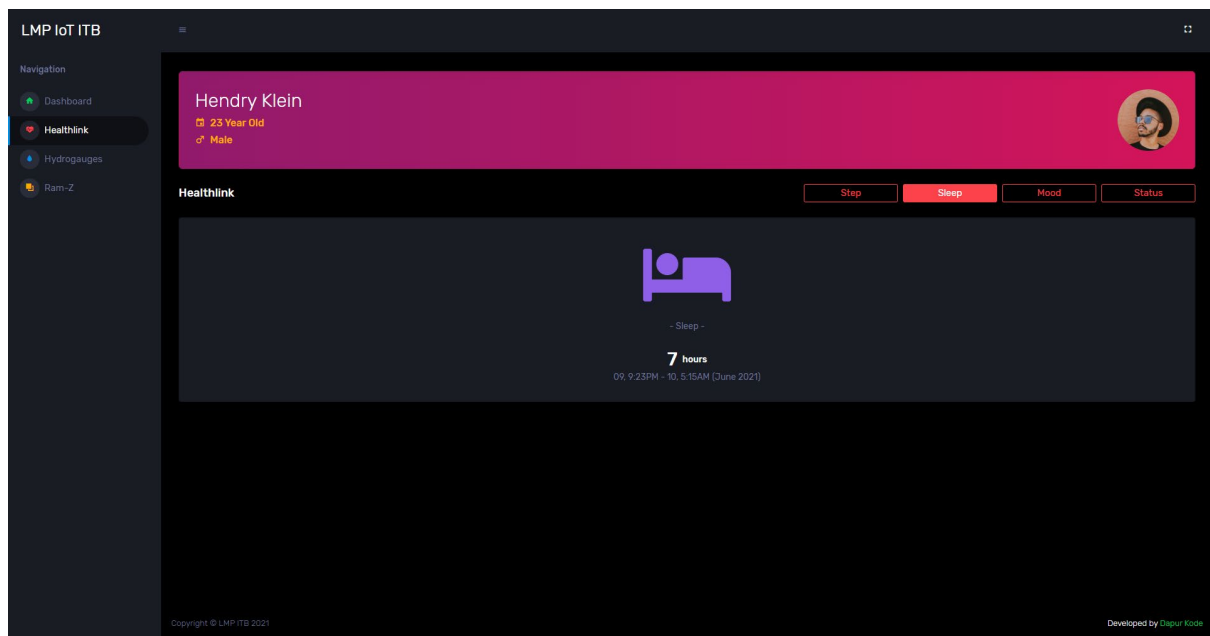 LMP IoT ITB
Navigation
Dashboard
Healthlink
Hydrogauges
Ram-Z
Hendry Klein
23 Year Old
Male
Healthlink
Step
Sleep
Mood
Status
- Sleep -
7 hours
09, 9:23PM - 10, 5:15AM (June 2021)
Copyright © LMP ITB 2021
Developed by Dapur Kode